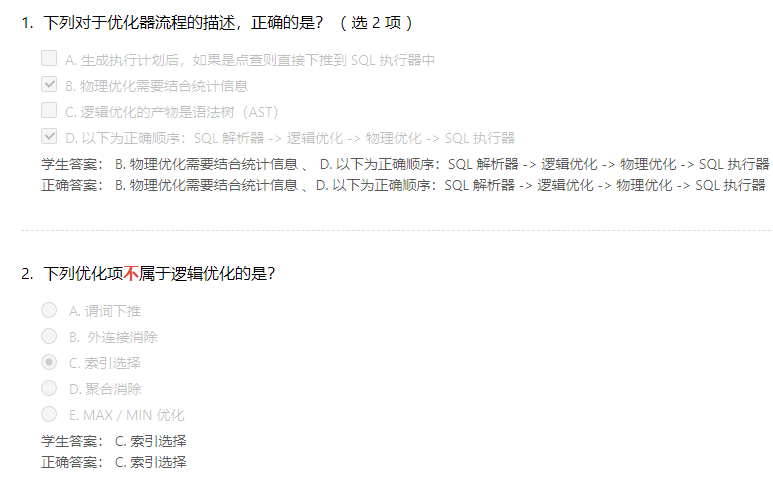 1. 下列对于优化器流程的描述，正确的是？（ 选 2 项 ）
A. 生成执行计划后，如果是点查则直接下推到 SQL 执行器中
B. 物理优化需要结合统计信息
C. 逻辑优化的产物是语法树（AST）
D. 以下为正确顺序：SQL 解析器 -> 逻辑优化 -> 物理优化 -> SQL 执行器
学生答案： B. 物理优化需要结合统计信息 、 D. 以下为正确顺序：SQL 解析器 -> 逻辑优化 -> 物理优化 -> SQL 执行器
正确答案： B. 物理优化需要结合统计信息 、D. 以下为正确顺序：SQL 解析器 -> 逻辑优化 -> 物理优化 -> SQL 执行器
2. 下列优化项不属于逻辑优化的是？
A. 谓词下推
B. 外连接消除
C. 索引选择
D. 聚合消除
E. MAX / MIN 优化
学生答案： C. 索引选择
正确答案： C. 索引选择